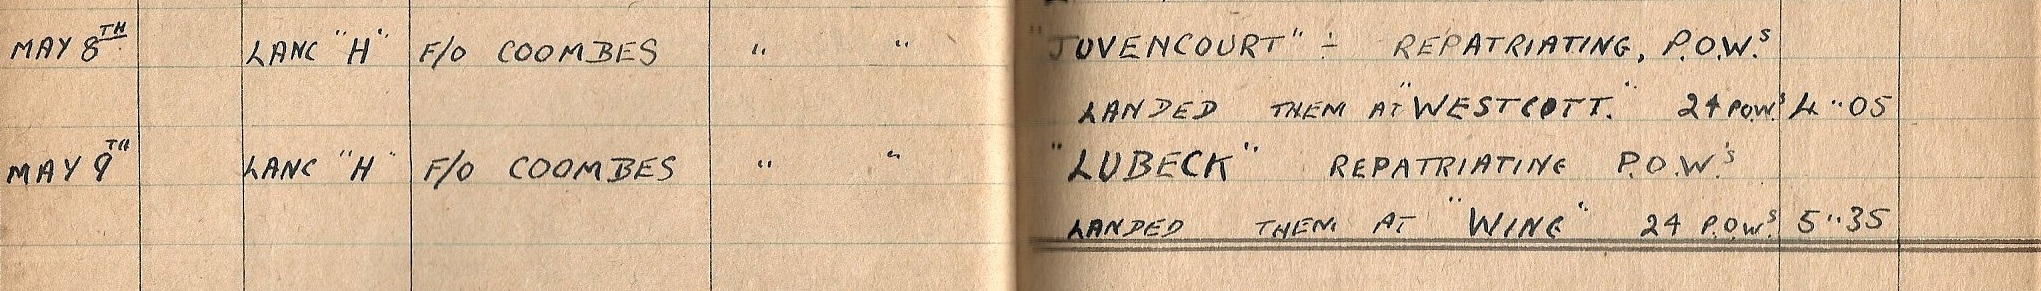 MAY 8TH LANC "H" F/O COOMBES " " "JUVENCOURT" ÷ REPATRIATING, P.O.W.S
LANDED THEM AT "WESTCOTT." 24 P.O.W.S 4"05
MAY 9TH LANC "H" F/O COOMBES " " "LUBECK" REPATRIATING P.O.W.'S
LANDED THEM AT "WING" 24 P.O.W.S 5"35